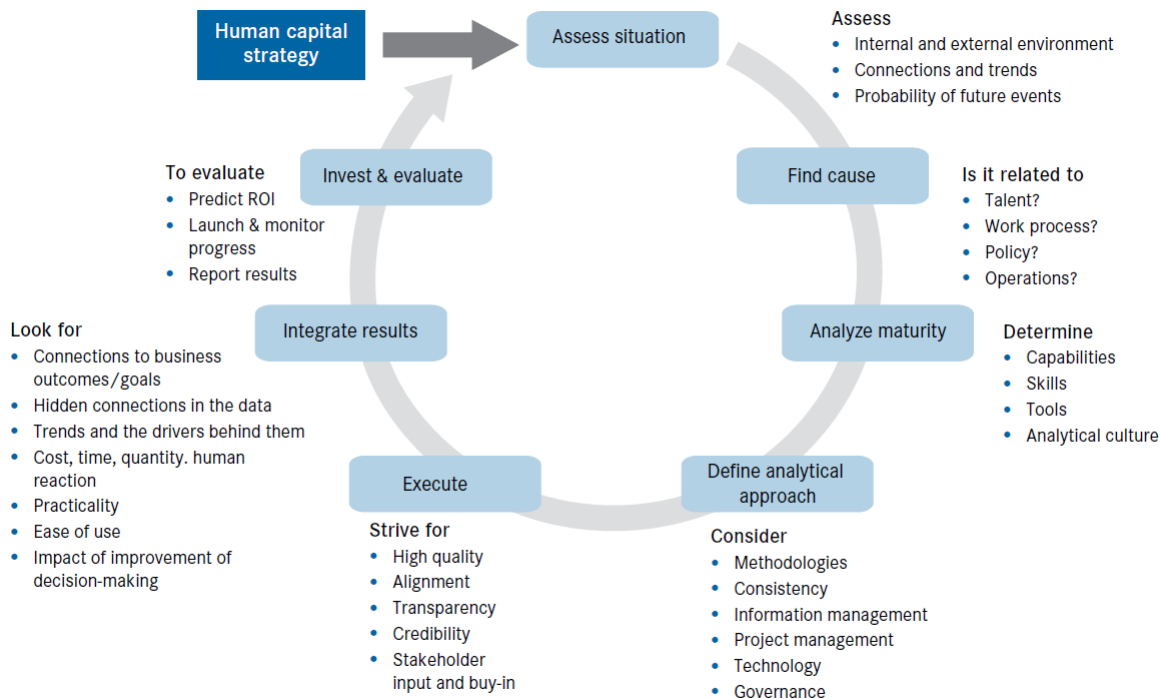 Human capital
strategy
Assess situation
Assess
• Internal and external environment
• Connections and trends
• Probability of future events
Find cause
Is it related to
• Talent?
• Work process?
• Policy?
• Operations?
Analyze maturity
Determine
• Capabilities
• Skills
• Tools
• Analytical culture
Define analytical
approach
Consider
• Methodologies
• Consistency
• Information management
• Project management
• Technology
• Governance
Execute
Strive for
• High quality
• Alignment
• Transparency
• Credibility
• Stakeholder
input and buy-in
Integrate results
Look for
• Connections to business
outcomes/goals
• Hidden connections in the data
• Trends and the drivers behind them
• Cost, time, quantity. human
reaction
• Practicality
• Ease of use
• Impact of improvement of
decision-making
Invest & evaluate
To evaluate
• Predict ROI
• Launch & monitor
progress
• Report results